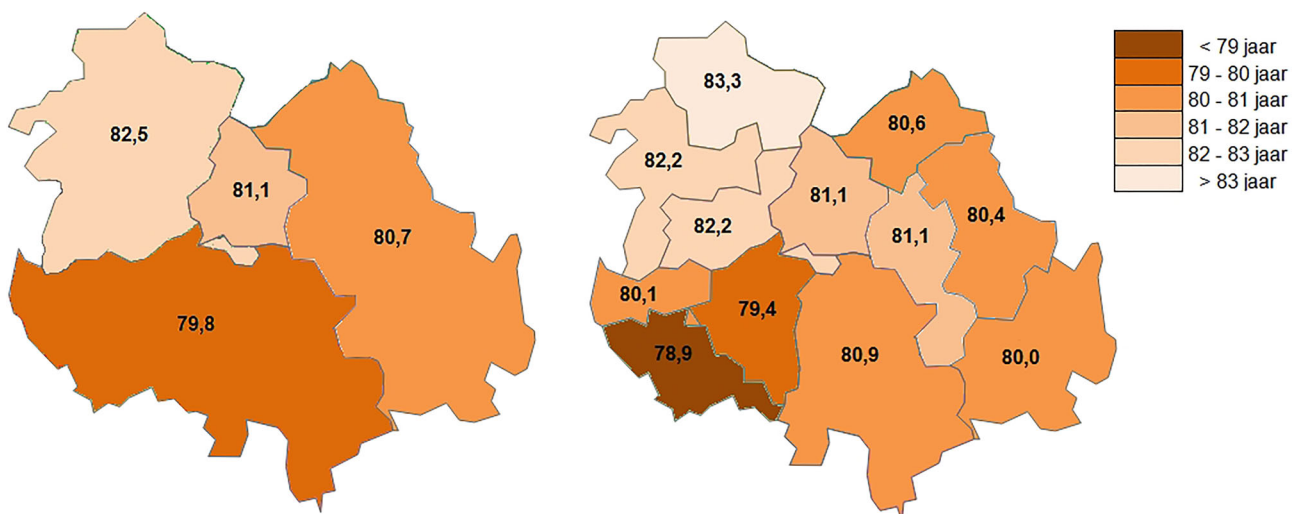 82,5
81,1
80,7
79,8
83,3
80,6
82,2
81,1
80,4
82,2
81,1
80,1
79,4
78,9
80,9
80,0
< 79 jaar
79 - 80 jaar
80 - 81 jaar
81 - 82 jaar
82 - 83 jaar
> 83 jaar